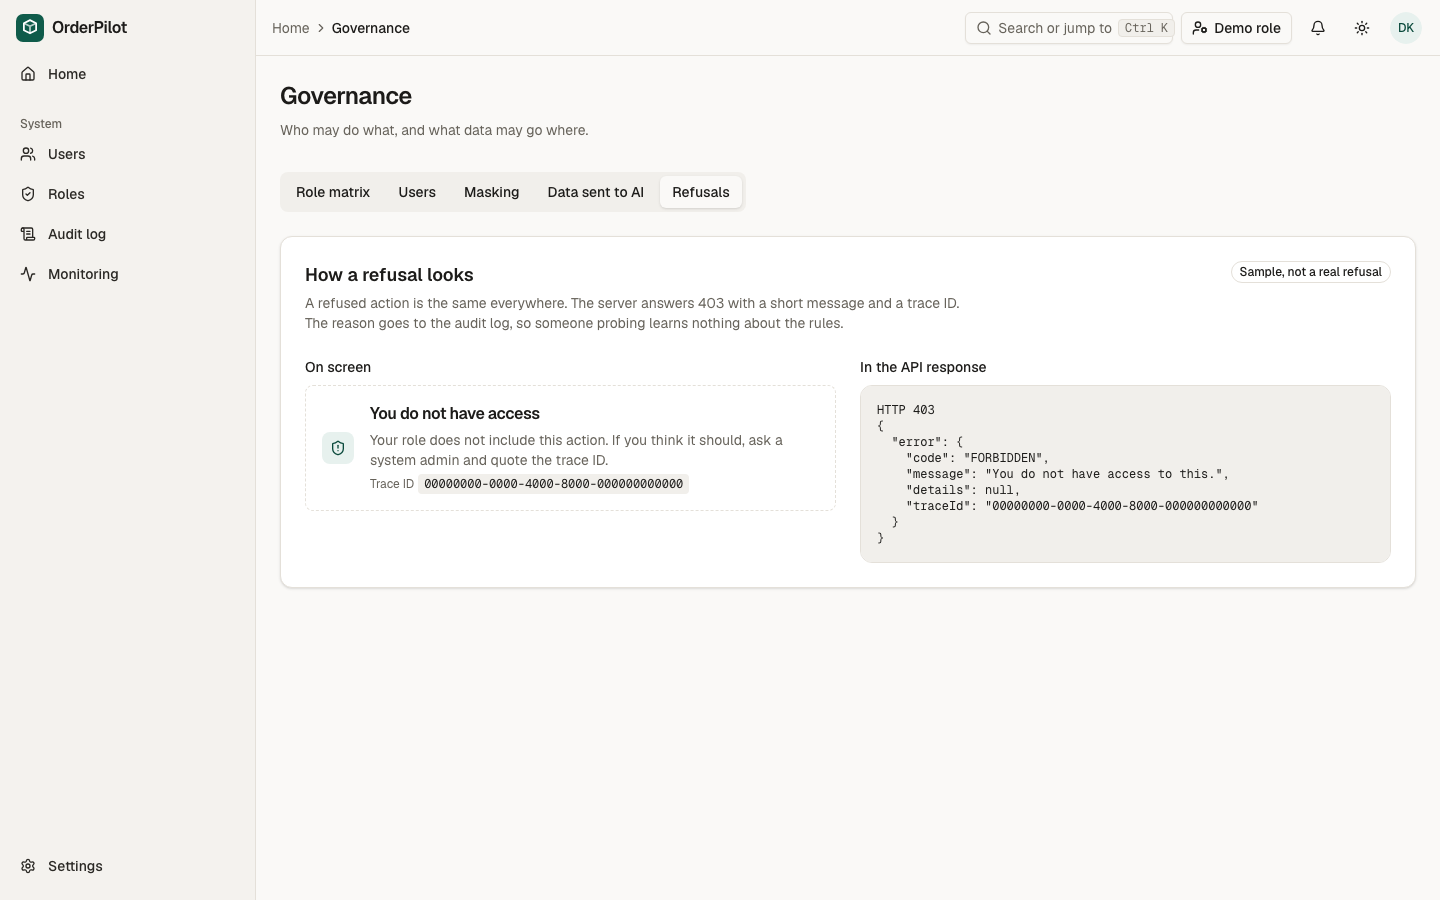 OrderPilot
Home
System
Users
Roles
Audit log
Monitoring
Settings
Home > Governance
Search or jump to Ctrl K
Demo role
DK
Governance
Who may do what, and what data may go where.
Role matrix Users Masking Data sent to AI Refusals
How a refusal looks
Sample, not a real refusal
A refused action is the same everywhere. The server answers 403 with a short message and a trace ID.
The reason goes to the audit log, so someone probing learns nothing about the rules.
On screen
You do not have access
Your role does not include this action. If you think it should, ask a
system admin and quote the trace ID.
Trace ID 00000000-0000-4000-8000-000000000000
In the API response
HTTP 403
{
  "error": {
    "code": "FORBIDDEN",
    "message": "You do not have access to this.",
    "details": null,
    "traceId": "00000000-0000-4000-8000-000000000000"
  }
}